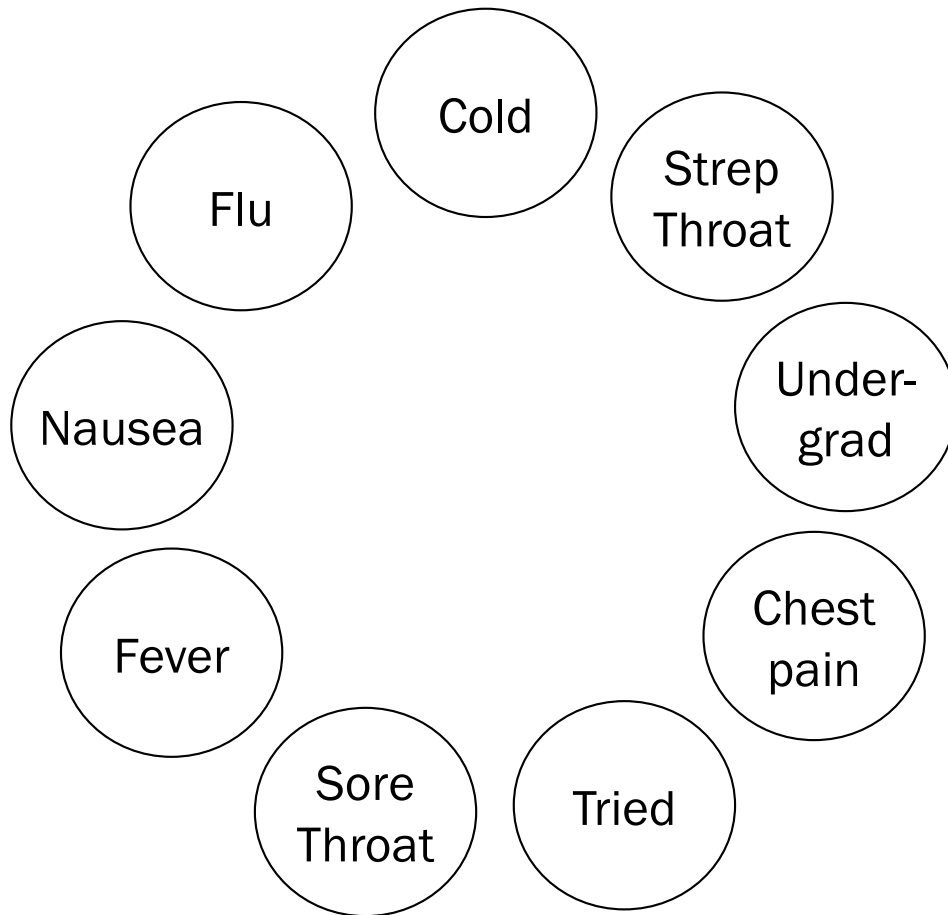 Cold
Strep
Throat
Flu
Under-
grad
Nausea
Chest
pain
Fever
Sore
Throat
Tried